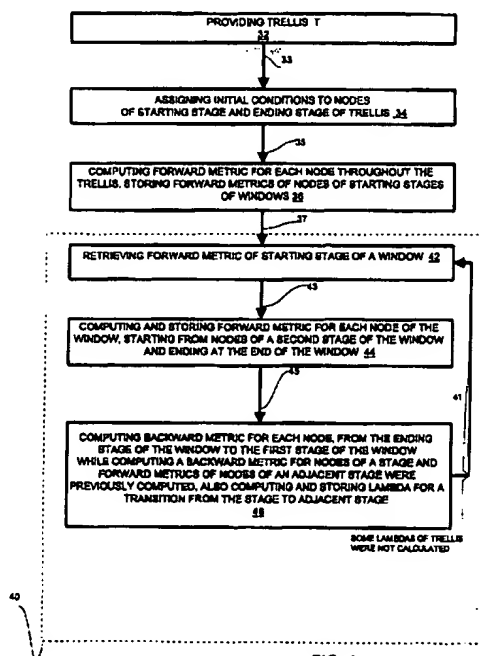 PROVIDING TRELLIS T
32
33
ASSIGNING INITIAL CONDITIONS TO NODES
OF STARTING STAGE AND ENDING STAGE OF TRELLIS 34
35
COMPUTING FORWARD METRIC FOR EACH NODE THROUGHOUT THE
TRELLIS, STORING FORWARD METRICS OF NODES OF STARTING STAGES
OF WINDOWS 36
37
RETRIEVING FORWARD METRIC OF STARTING STAGE OF A WINDOW 42
43
COMPUTING AND STORING FORWARD METRIC FOR EACH NODE OF THE
WINDOW, STARTING FROM NODES OF A SECOND STAGE OF THE WINDOW
AND ENDING AT THE END OF THE WINDOW 44
45
41
COMPUTING BACKWARD METRIC FOR EACH NODE, FROM THE ENDING
STAGE OF THE WINDOW TO THE FIRST STAGE OF THE WINDOW
WHILE COMPUTING A BACKWARD METRIC FOR NODES OF A STAGE AND
FORWARD METRICS OF NODES OF AN ADJACENT STAGE WERE
PREVIOUSLY COMPUTED, ALSO COMPUTING AND STORING LAMBDA FOR A
TRANSITION FROM THE STAGE TO ADJACENT STAGE
SOME LAMBDAS OF TRELLIS
WERE NOT CALCULATED
40